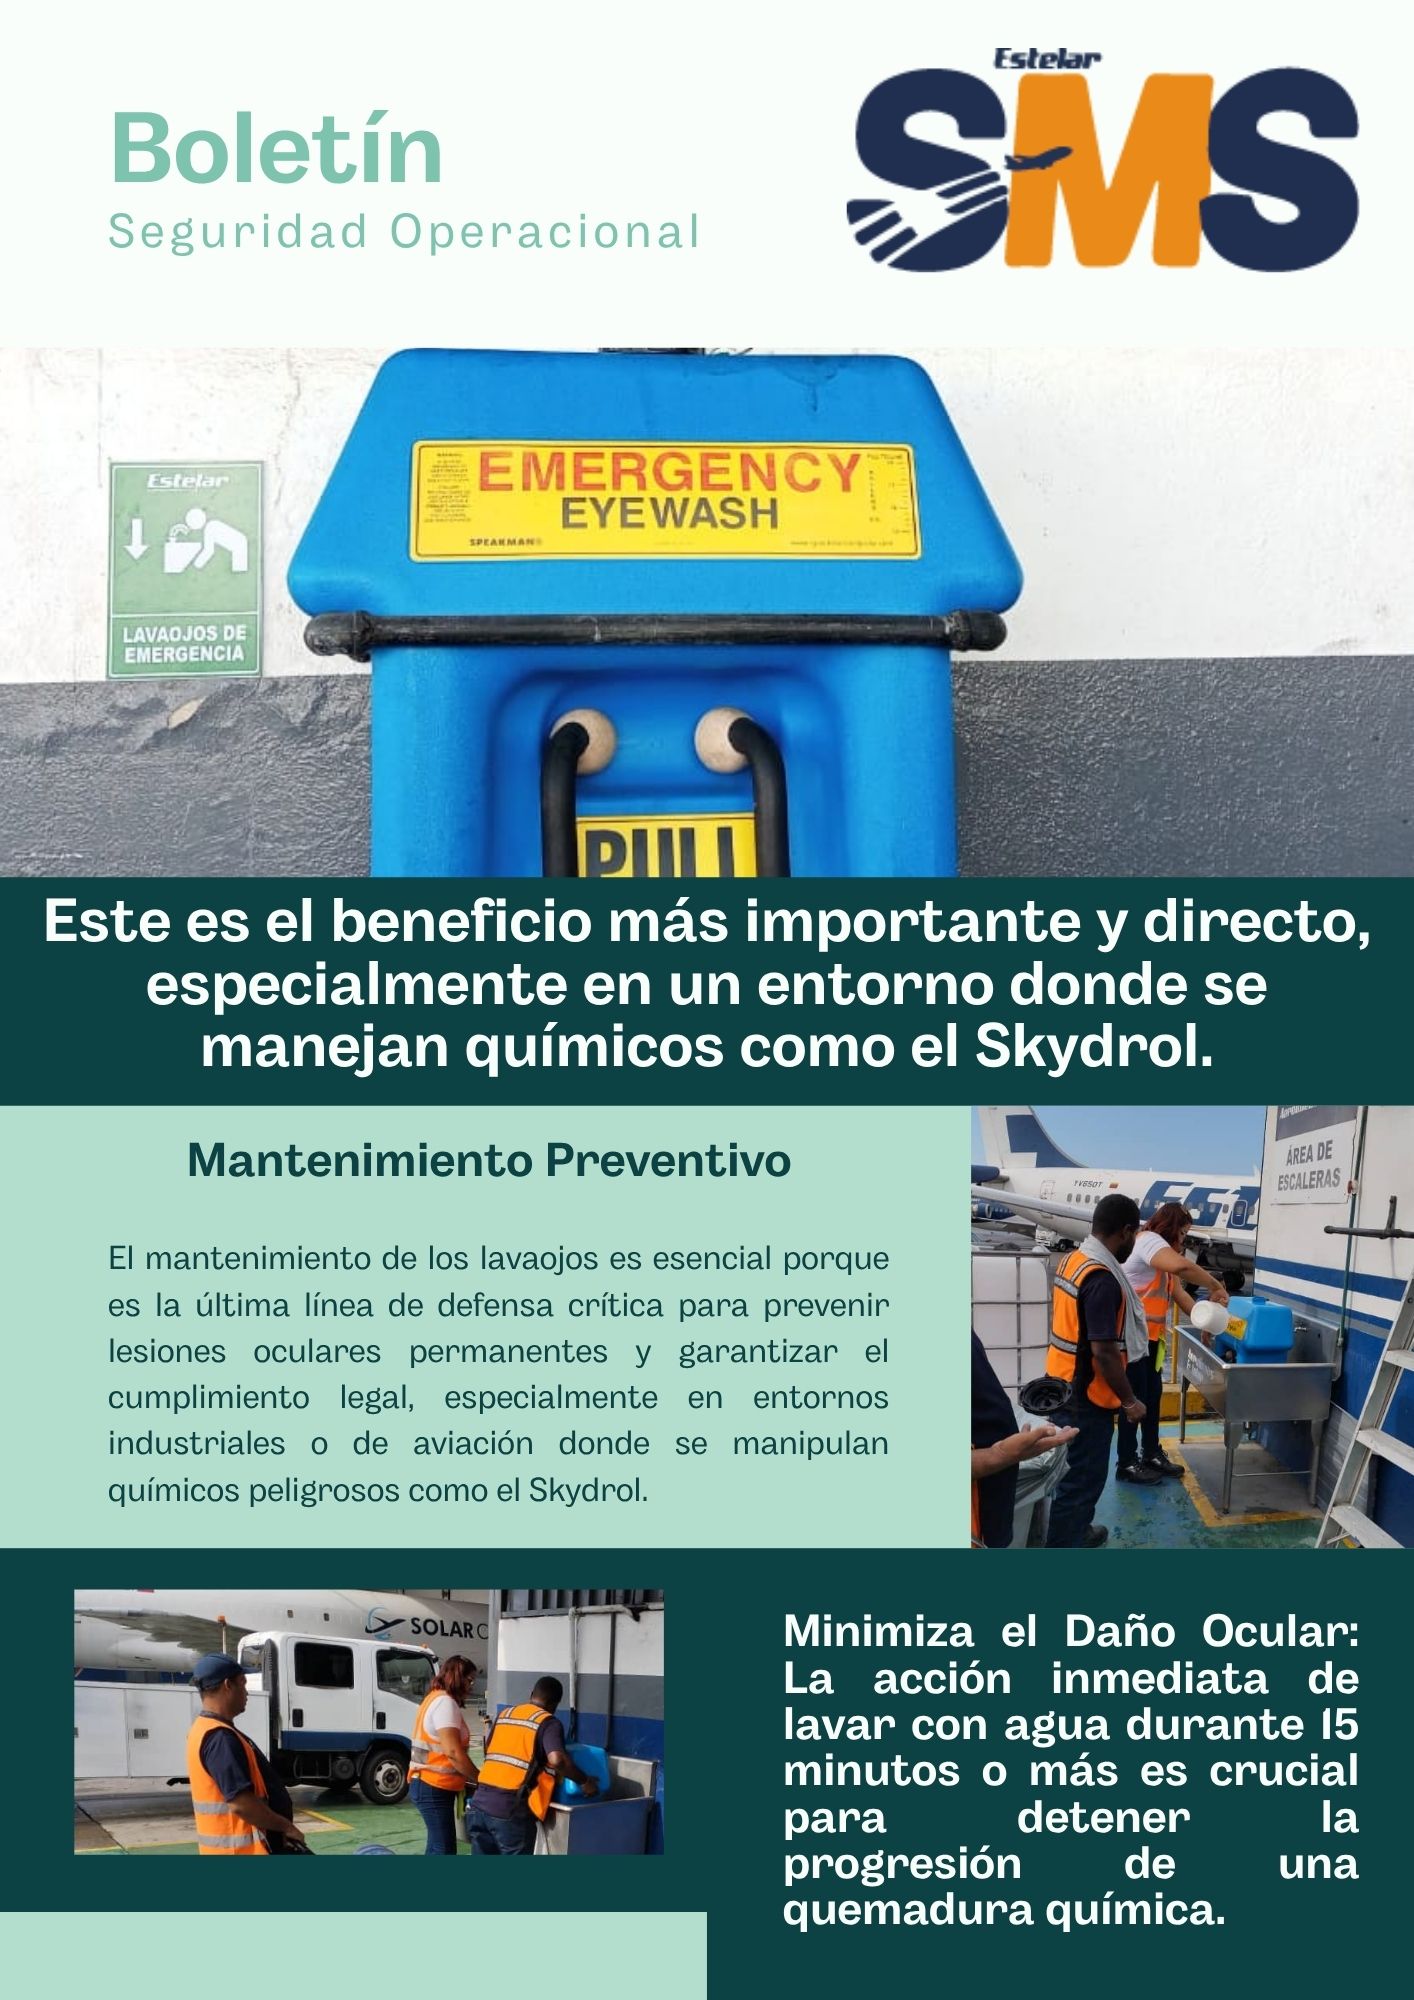 Estelar
SMS
Boletín
Seguridad Operacional
EMERGENCY
EYEWASH
SPEAKMAN
Estelar
LAVAOJOS DE
EMERGENCIA
PULL
Este es el beneficio más importante y directo,
especialmente en un entorno donde se
manejan químicos como el Skydrol.
Mantenimiento Preventivo
El mantenimiento de los lavaojos es esencial porque
es la última línea de defensa crítica para prevenir
lesiones oculares permanentes y garantizar el
cumplimiento legal, especialmente en entornos
industriales o de aviación donde se manipulan
químicos peligrosos como el Skydrol.
ÁREA DE
ESCALERAS
YV650T
SOLAR
Minimiza el Daño Ocular:
La acción inmediata de
lavar con agua durante 15
minutos o más es crucial
para detener la
progresión de una
quemadura química.